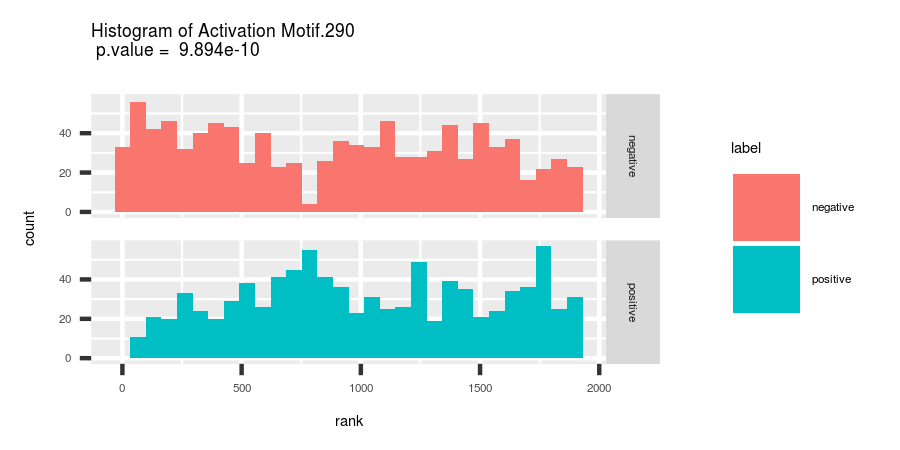 Histogram of Activation Motif.290
p.value =  9.894e-10
count
40
20
0
negative
40
20
0
positive
0 500 1000 1500 2000
rank
label
negative
positive